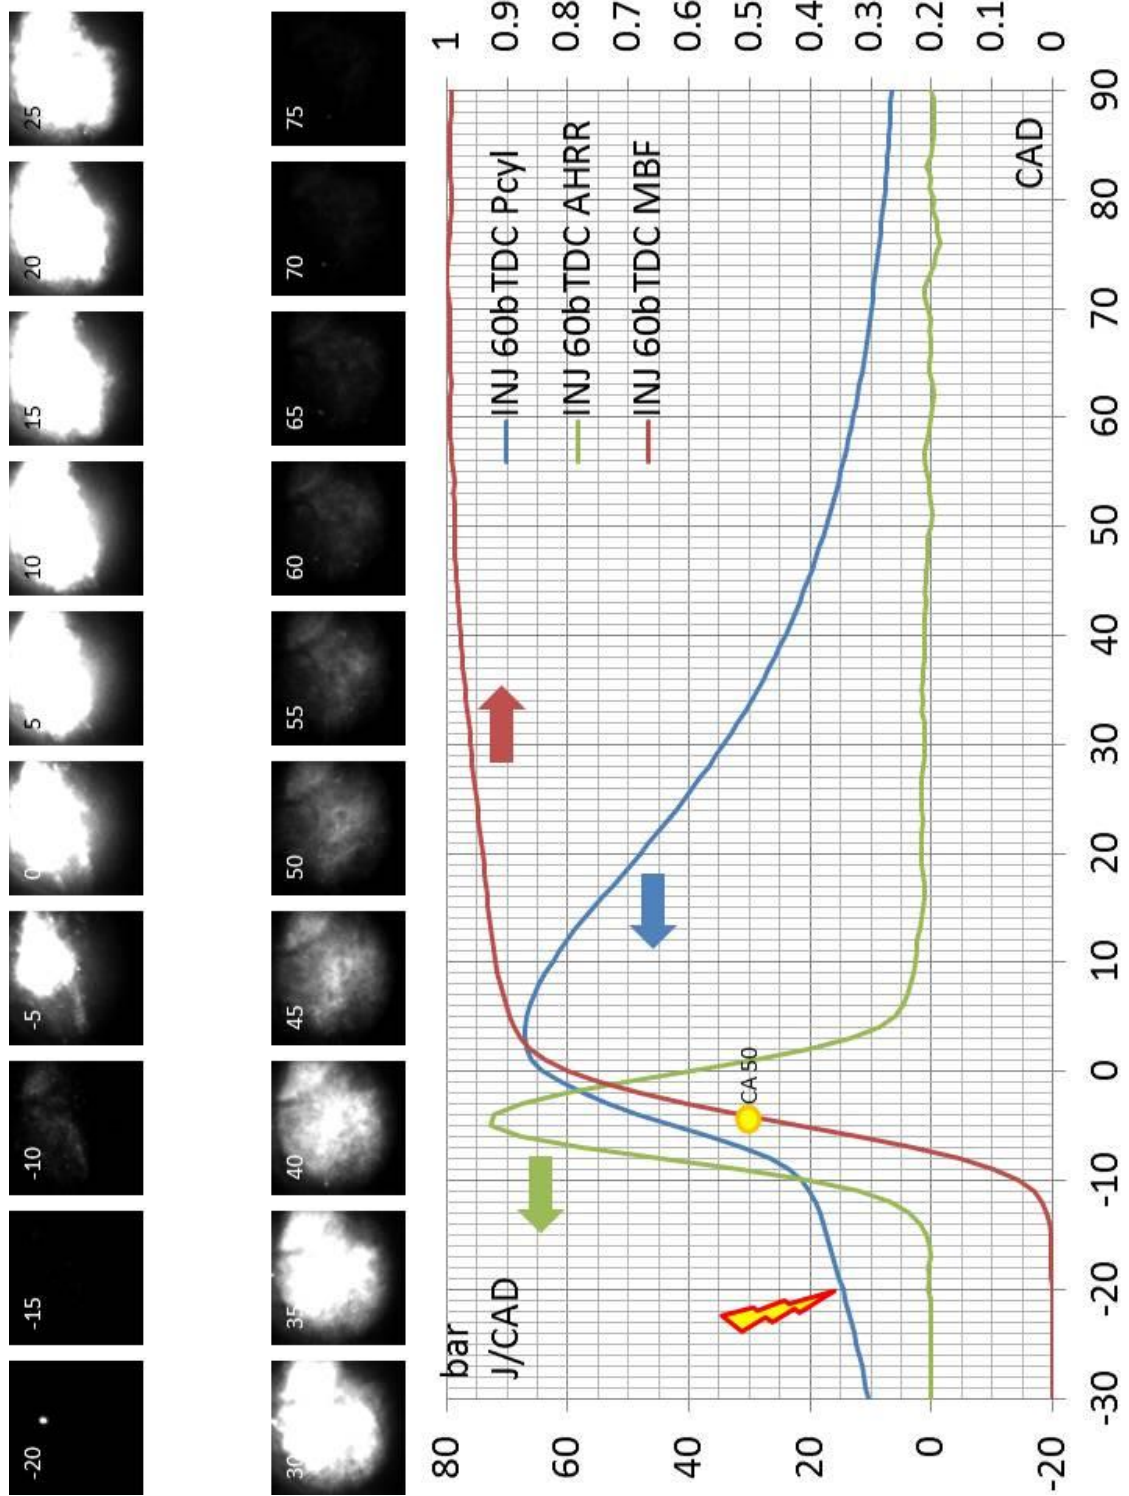 -20 -15 -10 -5 0 5 10 15 20 25
30 35 40 45 50 55 60 65 70 75
bar
J/CAD
INJ 60bTDC Pcyl
INJ 60bTDC AHRR
INJ 60bTDC MBF
CA 50
CAD
80
60
40
20
0
-20
1
0.9
0.8
0.7
0.6
0.5
0.4
0.3
0.2
0.1
0
-30 -20 -10 0 10 20 30 40 50 60 70 80 90